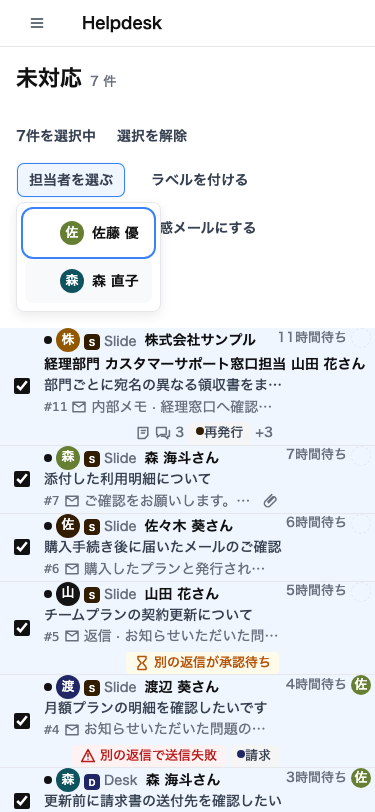 Helpdesk
未対応 7 件
7件を選択中 選択を解除
担当者を選ぶ ラベルを付ける
佐 佐藤 優
惑メールにする
森 森 直子
株 S Slide 株式会社サンプル 11時間待ち
経理部門 カスタマーサポート窓口担当 山田 花さん
部門ごとに宛名の異なる領収書をま…
#11 内部メモ · 経理窓口へ確認…
3 再発行 +3
森 S Slide 森 海斗さん 7時間待ち
添付した利用明細について
#7 ご確認をお願いします。…
佐 S Slide 佐々木 葵さん 6時間待ち
購入手続き後に届いたメールのご確認
#6 購入したプランと発行され…
山 S Slide 山田 花さん 5時間待ち
チームプランの契約更新について
#5 返信 · お知らせいただいた問…
別の返信が承認待ち
渡 S Slide 渡辺 葵さん 4時間待ち 佐
月額プランの明細を確認したいです
#4 お知らせいただいた問題の…
別の返信で送信失敗 請求
森 D Desk 森 海斗さん 3時間待ち 佐
更新前に請求書の送付先を確認したい